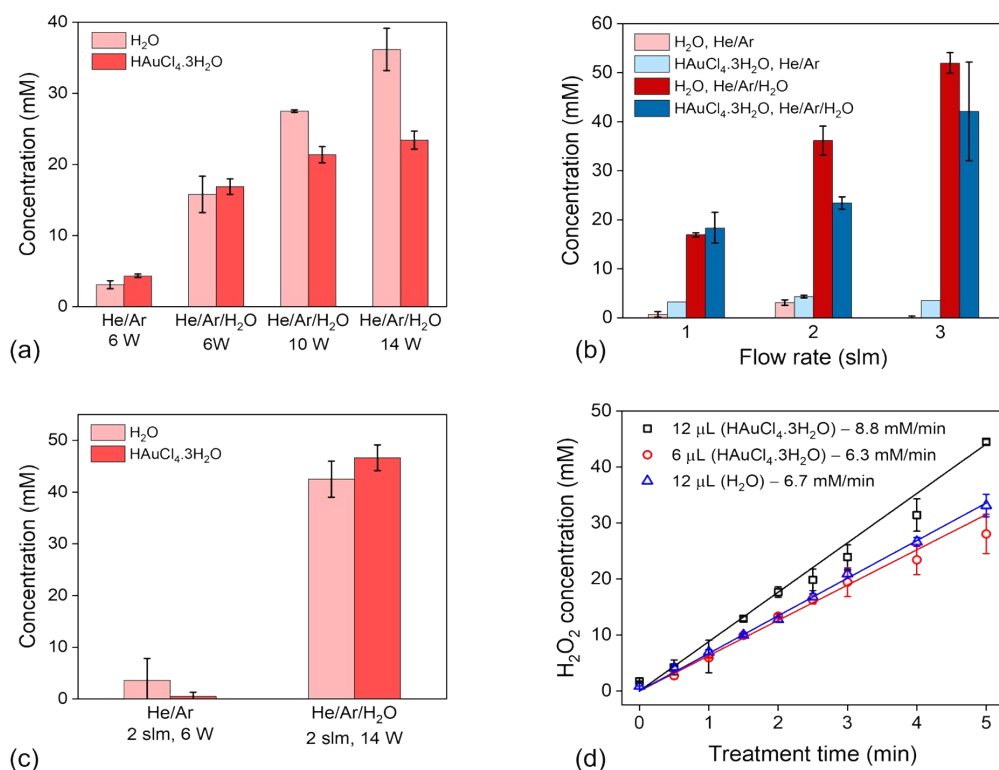 40
30
20
10
0
Concentration (mM)
H₂O
HAuCl₄.3H₂O
He/Ar
6 W
He/Ar/H₂O
6W
He/Ar/H₂O
10 W
He/Ar/H₂O
14 W
(a)
60
50
40
30
20
10
0
Concentration (mM)
H₂O, He/Ar
HAuCl₄.3H₂O, He/Ar
H₂O, He/Ar/H₂O
HAuCl₄.3H₂O, He/Ar/H₂O
1 2 3
Flow rate (slm)
(b)
50
40
30
20
10
0
Concentration (mM)
H₂O
HAuCl₄.3H₂O
He/Ar
2 slm, 6 W
He/Ar/H₂O
2 slm, 14 W
(c)
50
40
30
20
10
0
H₂O₂ concentration (mM)
12 μL (HAuCl₄.3H₂O) – 8.8 mM/min
6 μL (HAuCl₄.3H₂O) – 6.3 mM/min
12 μL (H₂O) – 6.7 mM/min
0 1 2 3 4 5
Treatment time (min)
(d)